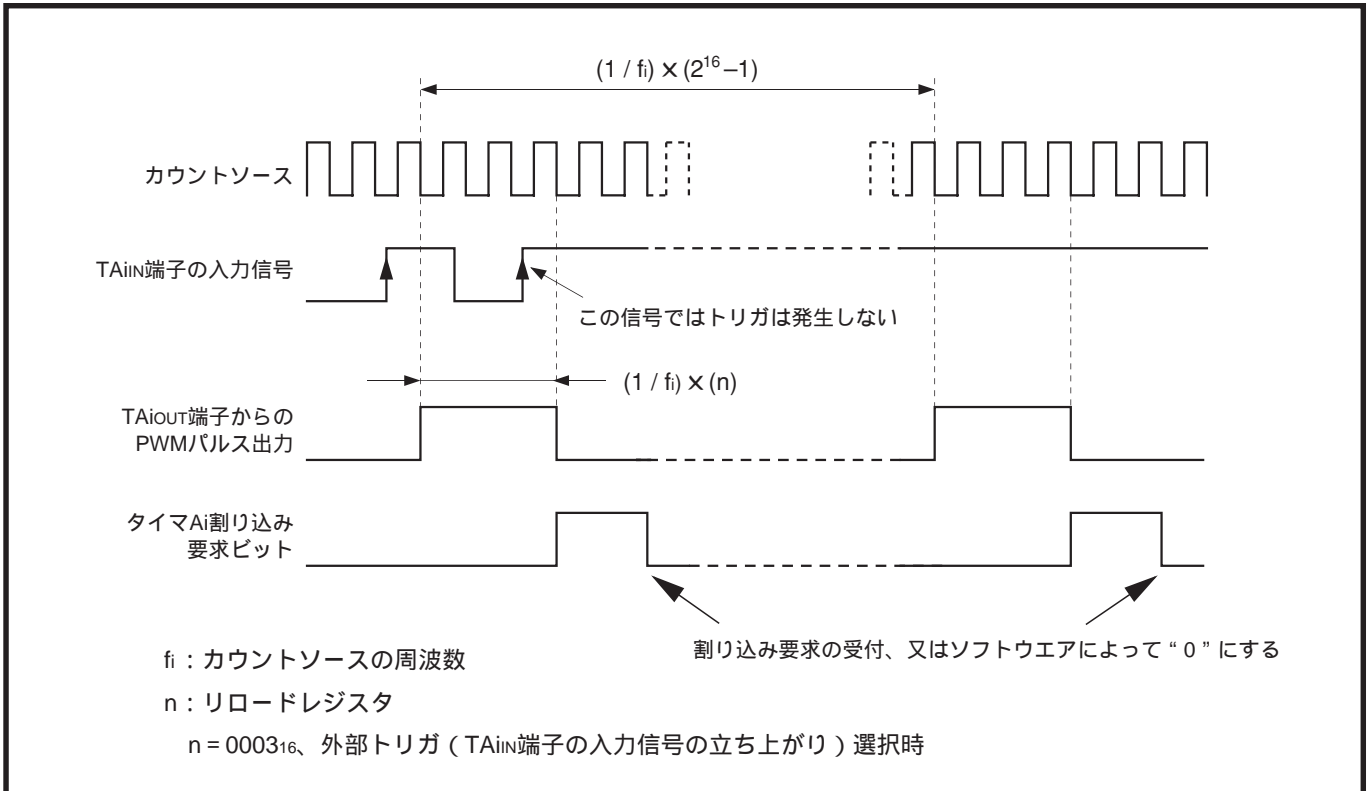 (1 / fi) × (2^16 –1)
カウントソース
TAiIN端子の入力信号
この信号ではトリガは発生しない
(1 / fi) × (n)
TAiOUT端子からの
PWMパルス出力
タイマAi割り込み
要求ビット
割り込み要求の受付、又はソフトウエアによって “ 0 ” にする
fi : カウントソースの周波数
n : リロードレジスタ
n = 000316、外部トリガ ( TAiIN端子の入力信号の立ち上がり ) 選択時